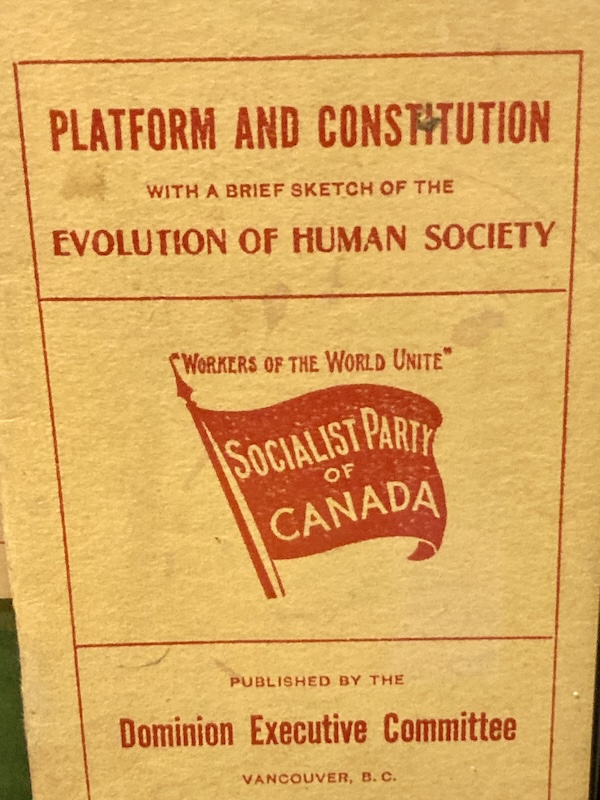 PLATFORM AND CONSTITUTION
WITH A BRIEF SKETCH OF THE
EVOLUTION OF HUMAN SOCIETY
"WORKERS OF THE WORLD UNITE"
SOCIALIST PARTY
OF
CANADA
PUBLISHED BY THE
Dominion Executive Committee
VANCOUVER, B. C.